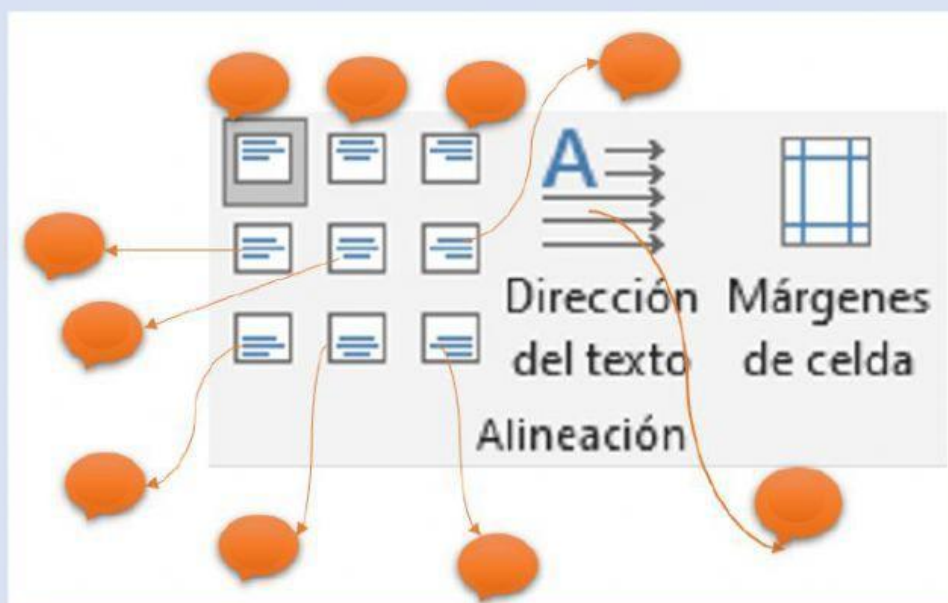 A
Dirección
del texto
Márgenes
de celda
Alineación